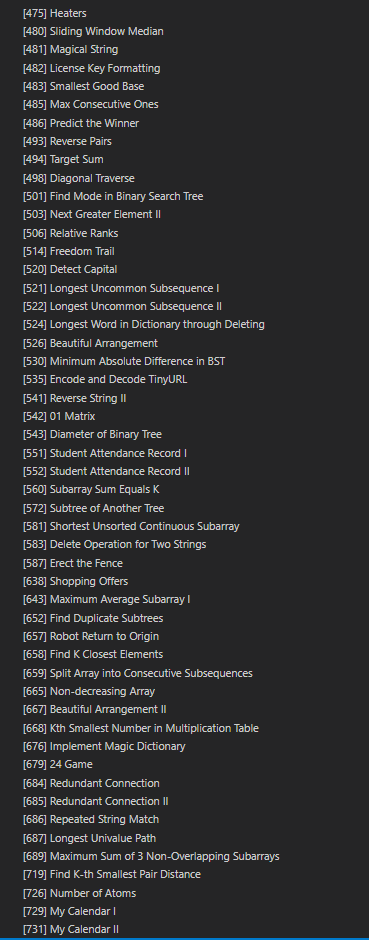 [475] Heaters
[480] Sliding Window Median
[481] Magical String
[482] License Key Formatting
[483] Smallest Good Base
[485] Max Consecutive Ones
[486] Predict the Winner
[493] Reverse Pairs
[494] Target Sum
[498] Diagonal Traverse
[501] Find Mode in Binary Search Tree
[503] Next Greater Element II
[506] Relative Ranks
[514] Freedom Trail
[520] Detect Capital
[521] Longest Uncommon Subsequence I
[522] Longest Uncommon Subsequence II
[524] Longest Word in Dictionary through Deleting
[526] Beautiful Arrangement
[530] Minimum Absolute Difference in BST
[535] Encode and Decode TinyURL
[541] Reverse String II
[542] 01 Matrix
[543] Diameter of Binary Tree
[551] Student Attendance Record I
[552] Student Attendance Record II
[560] Subarray Sum Equals K
[572] Subtree of Another Tree
[581] Shortest Unsorted Continuous Subarray
[583] Delete Operation for Two Strings
[587] Erect the Fence
[638] Shopping Offers
[643] Maximum Average Subarray I
[652] Find Duplicate Subtrees
[657] Robot Return to Origin
[658] Find K Closest Elements
[659] Split Array into Consecutive Subsequences
[665] Non-decreasing Array
[667] Beautiful Arrangement II
[668] Kth Smallest Number in Multiplication Table
[676] Implement Magic Dictionary
[679] 24 Game
[684] Redundant Connection
[685] Redundant Connection II
[686] Repeated String Match
[687] Longest Univalue Path
[689] Maximum Sum of 3 Non-Overlapping Subarrays
[719] Find K-th Smallest Pair Distance
[726] Number of Atoms
[729] My Calendar I
[731] My Calendar II